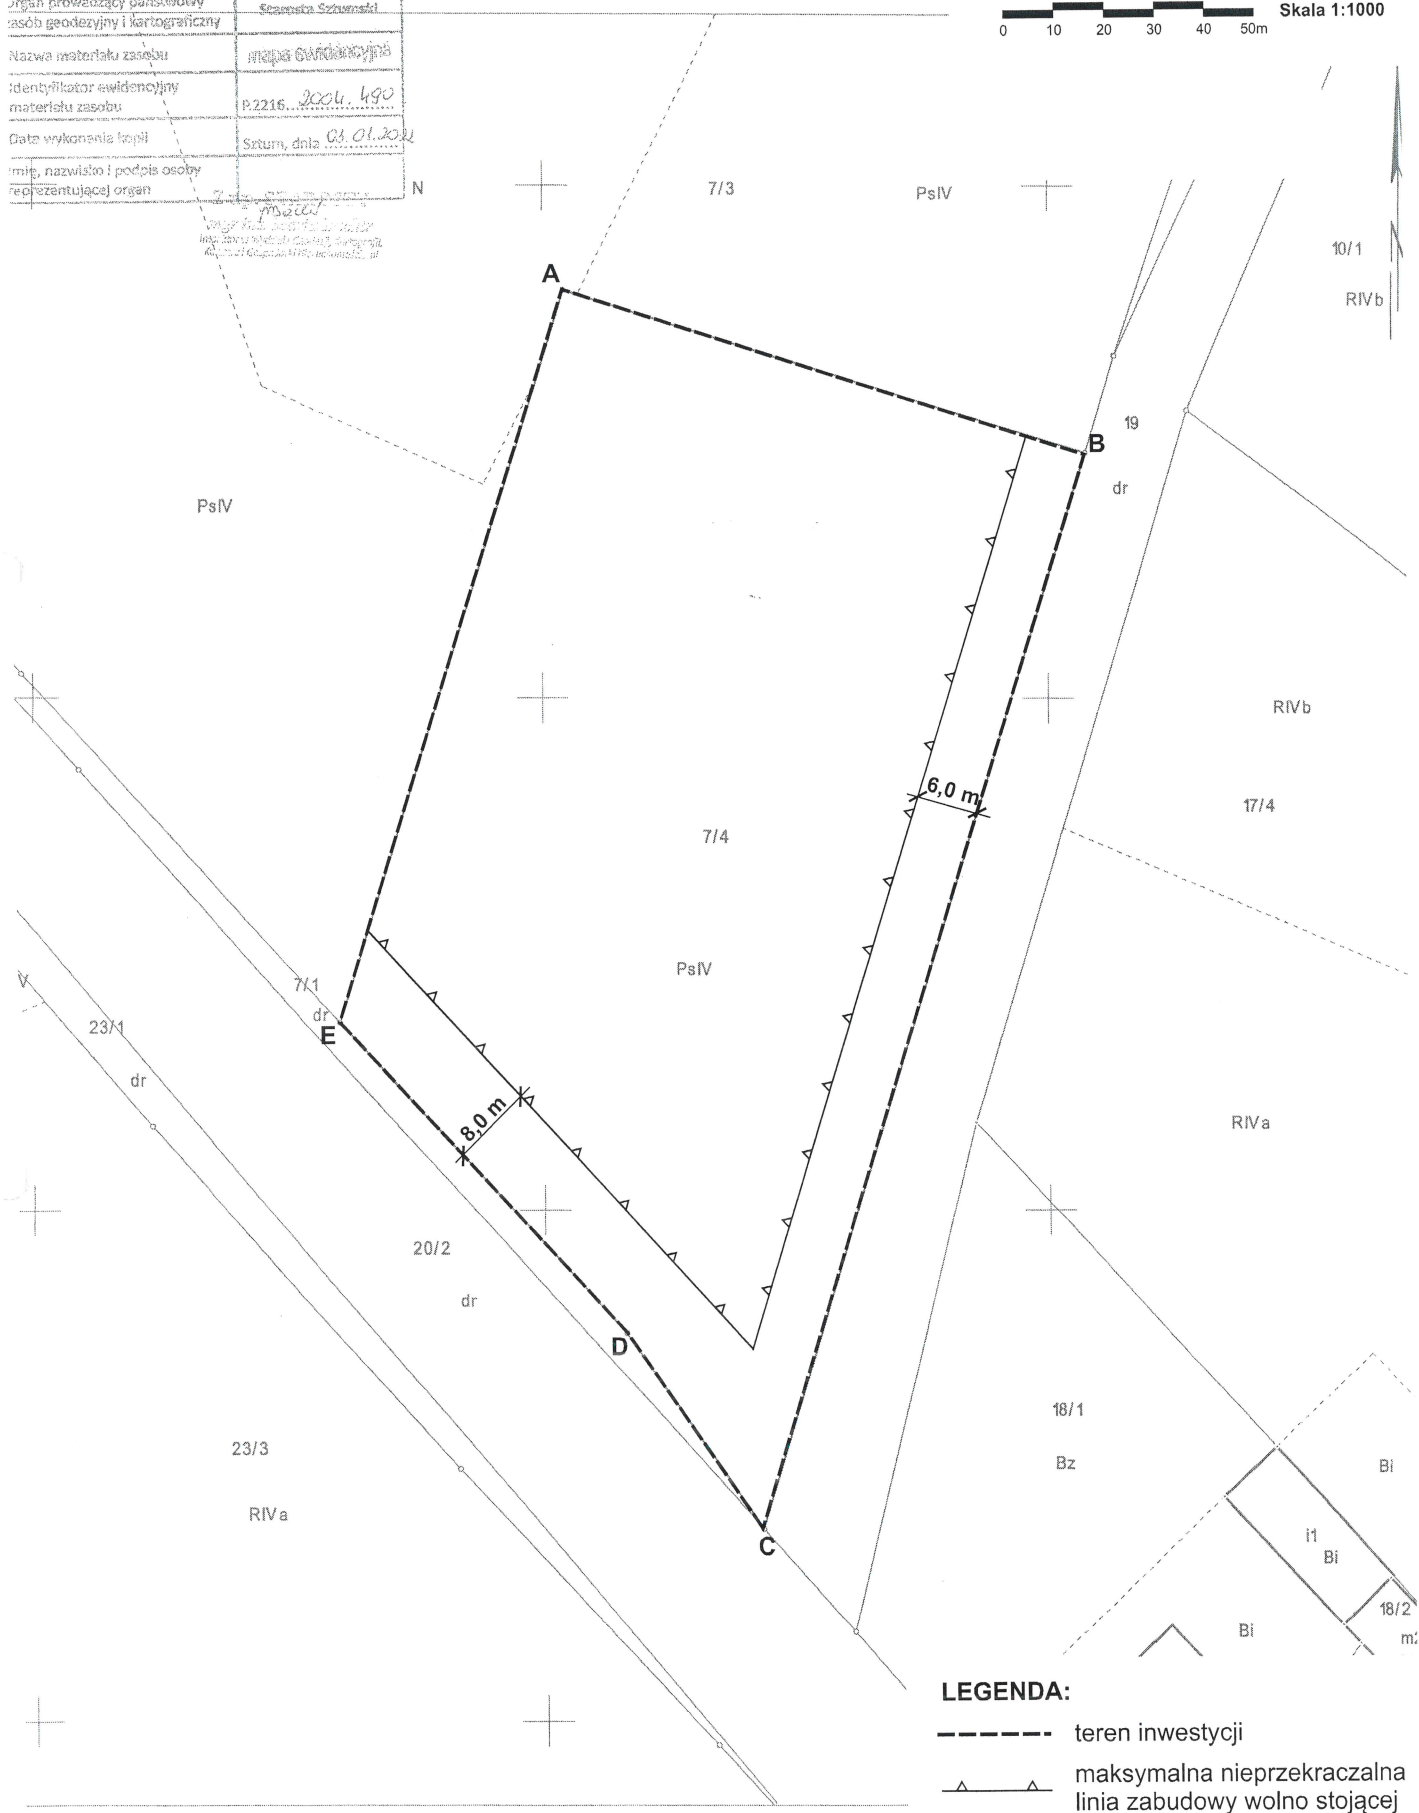 Organ prowadzący państwowy
zasób geodezyjny i kartograficzny
Starosta Sztumski
Nazwa materiału zasobu
mapa ewidencyjna
Identyfikator ewidencyjny
materiału zasobu
P.2216. 2004. 490
Data wykonania kopii
Sztum, dnia
Imię, nazwisko i podpis osoby
reprezentującej organ
0 10 20 30 40 50m
Skala 1:1000
N
7/3
PsIV
10/1
RIVb
A
B
19
dr
PsIV
RIVb
6,0 m
17/4
7/4
PsIV
7/1
dr
E
V
23/1
dr
8,0 m
RIVa
20/2
dr
D
18/1
Bz
23/3
RIVa
C
Bi
i1
Bi
18/2
Bi
LEGENDA:
teren inwestycji
maksymalna nieprzekraczalna
linia zabudowy wolno stojącej